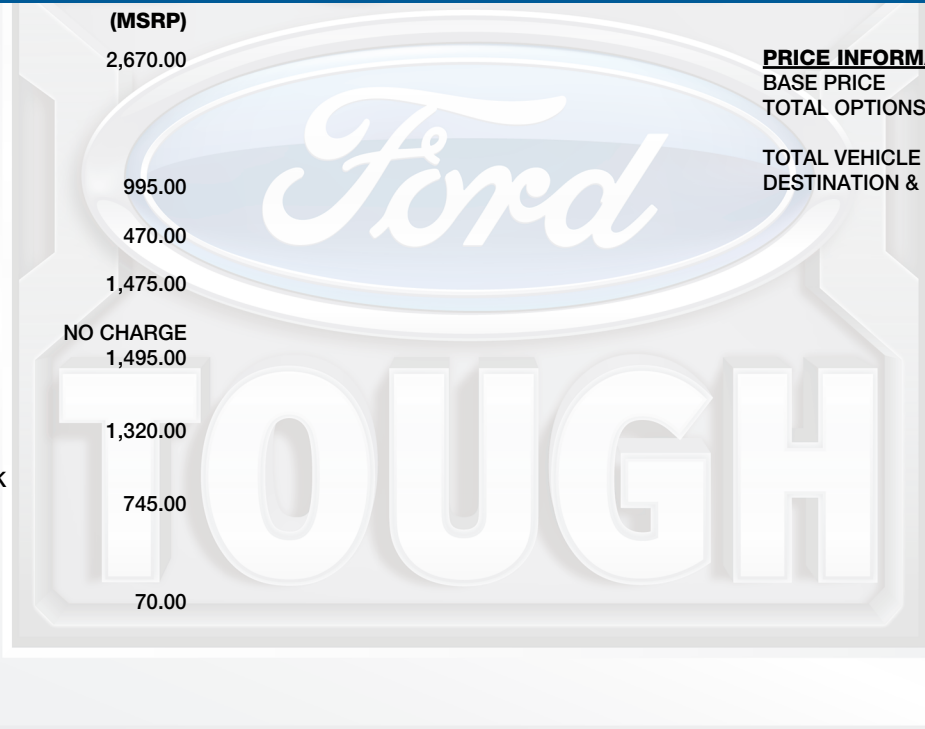 (MSRP)
2,670.00
995.00
470.00
1,475.00
NO CHARGE
1,495.00
1,320.00
K
745.00
70.00
PRICE INFORM
BASE PRICE
TOTAL OPTIONS
TOTAL VEHICLE
DESTINATION &
Ford
TOUGH